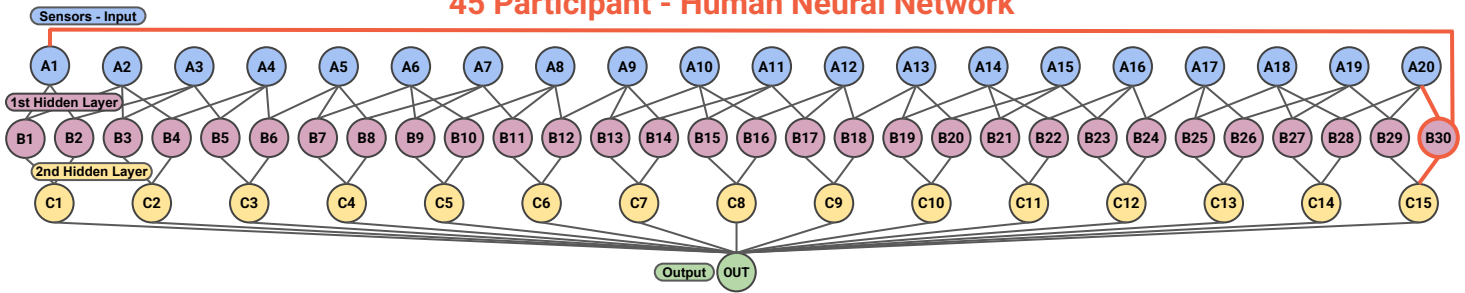 45 Participant - Human Neural Network
Sensors - Input
A1 A2 A3 A4 A5 A6 A7 A8 A9 A10 A11 A12 A13 A14 A15 A16 A17 A18 A19 A20
1st Hidden Layer
B1 B2 B3 B4 B5 B6 B7 B8 B9 B10 B11 B12 B13 B14 B15 B16 B17 B18 B19 B20 B21 B22 B23 B24 B25 B26 B27 B28 B29 B30
2nd Hidden Layer
C1 C2 C3 C4 C5 C6 C7 C8 C9 C10 C11 C12 C13 C14 C15
Output OUT